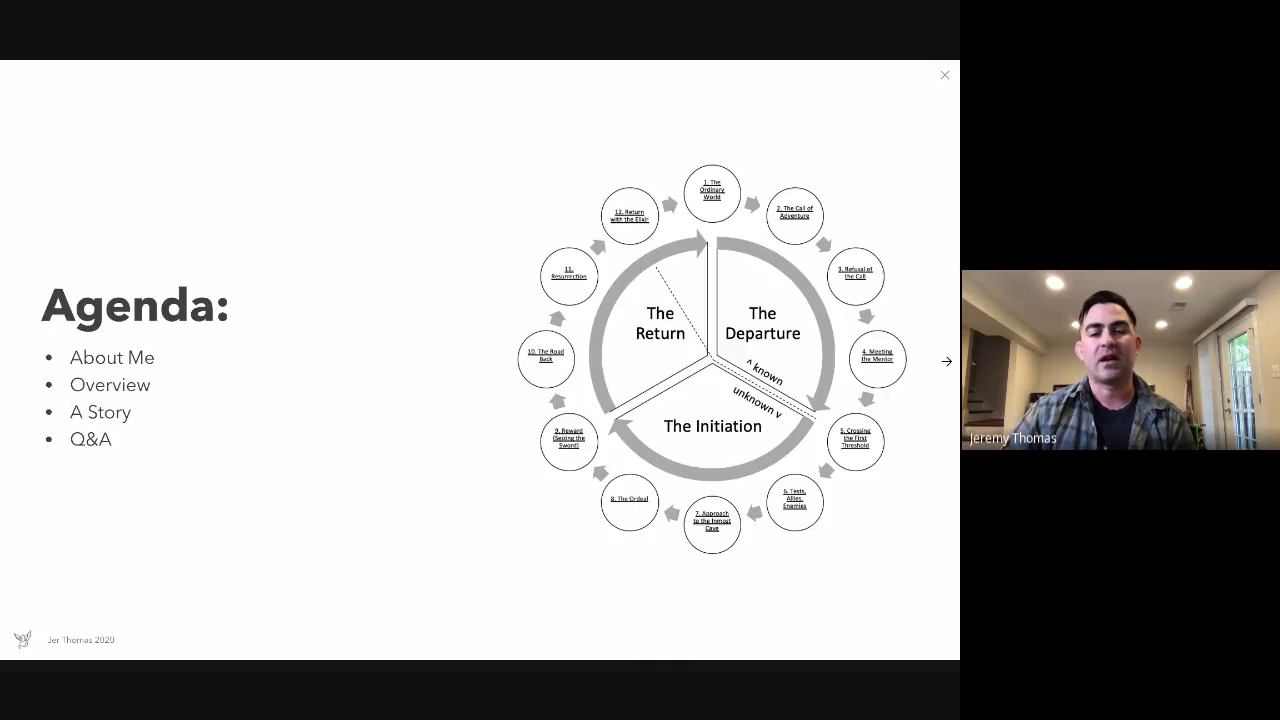 Agenda:
• About Me
• Overview
• A Story
• Q&A
1. The
Ordinary
World
2. The Call of
Adventure
3. Refusal of
the Call
4. Meeting
the Mentor
5. Crossing
the First
Threshold
6. Tests,
Allies,
Enemies
7. Approach
to the Inmost
Cave
8. The Ordeal
9. Reward
(Seizing the
Sword)
10. The Road
Back
11.
Resurrection
12. Return
with the Elixir
The
Return
The
Departure
^ known
unknown v
The Initiation
Jer Thomas 2020
Jeremy Thomas